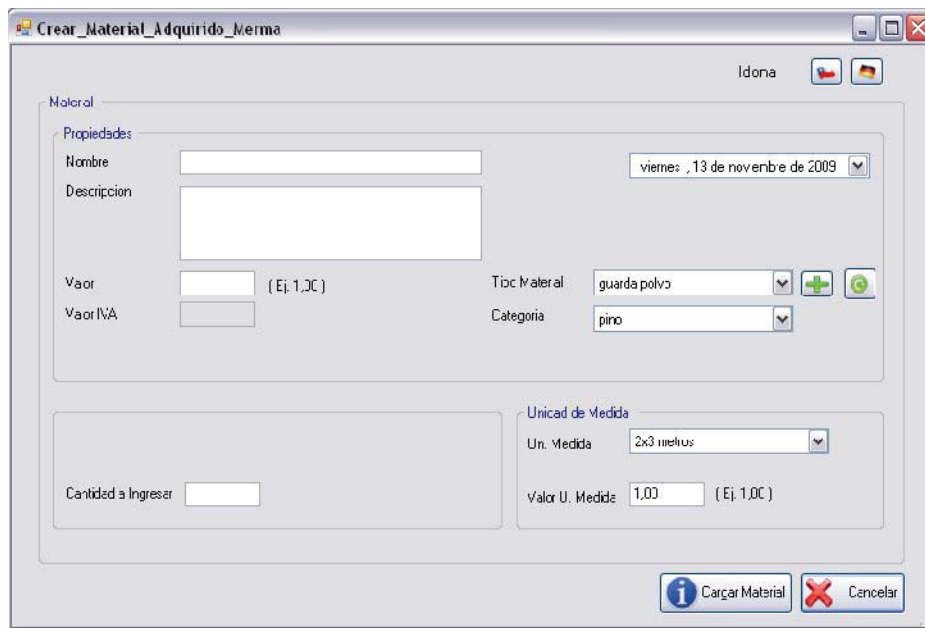 Crear_Material_Adquirido_Merma
Idoma
Material
Propiedades
Nombre
viernes , 13 de noviembre de 2009
Descripcion
Valor
( Ej. 1,00 )
Tipo Material
guarda polvo
Valor IVA
Categoria
pino
Unidad de Medida
Un. Medida
2x3 metros
Cantidad a Ingresar
Valor U. Medida
1,00
( Ej. 1,00 )
Cargar Material
Cancelar